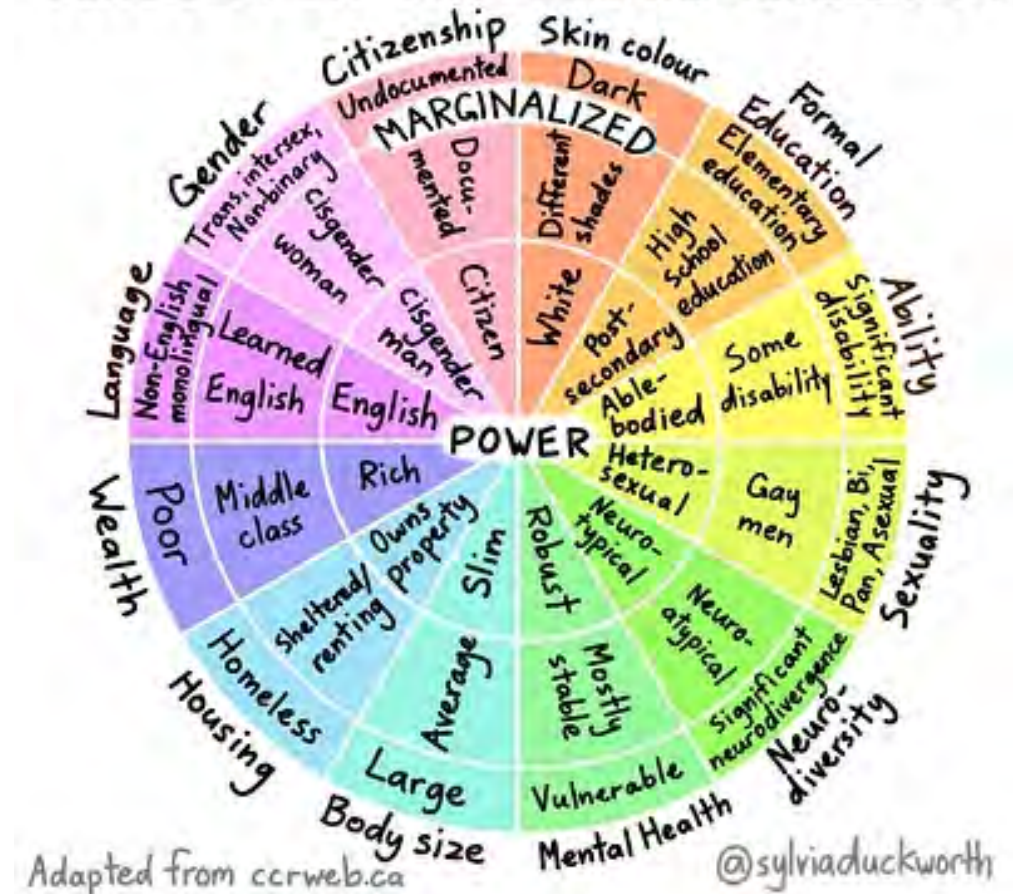 Citizenship
Undocumented
Docu-
mented
Citizen
Skin colour
Dark
Different
shades
White
Formal
Education
Elementary
education
High
School
education
Post-
secondary
Ability
Significant
disability
Some
disability
Able-
bodied
Sexuality
Lesbian, Bi,
Pan, Asexual
Gay
men
Hetero-
sexual
Neuro-
diversity
Significant
neurodivergence
Neuro-
atypical
Neuro-
typical
Mental Health
Vulnerable
Mostly
stable
Robust
Body size
Large
Average
Slim
Housing
Homeless
Sheltered/
renting
Owns
property
Wealth
Poor
Middle
class
Rich
Language
Non-English
monolingual
Learned
English
English
Gender
Trans, intersex,
Non-binary
cisgender
woman
cisgender
man
MARGINALIZED
POWER
Adapted from ccrweb.ca
@sylviaduckworth